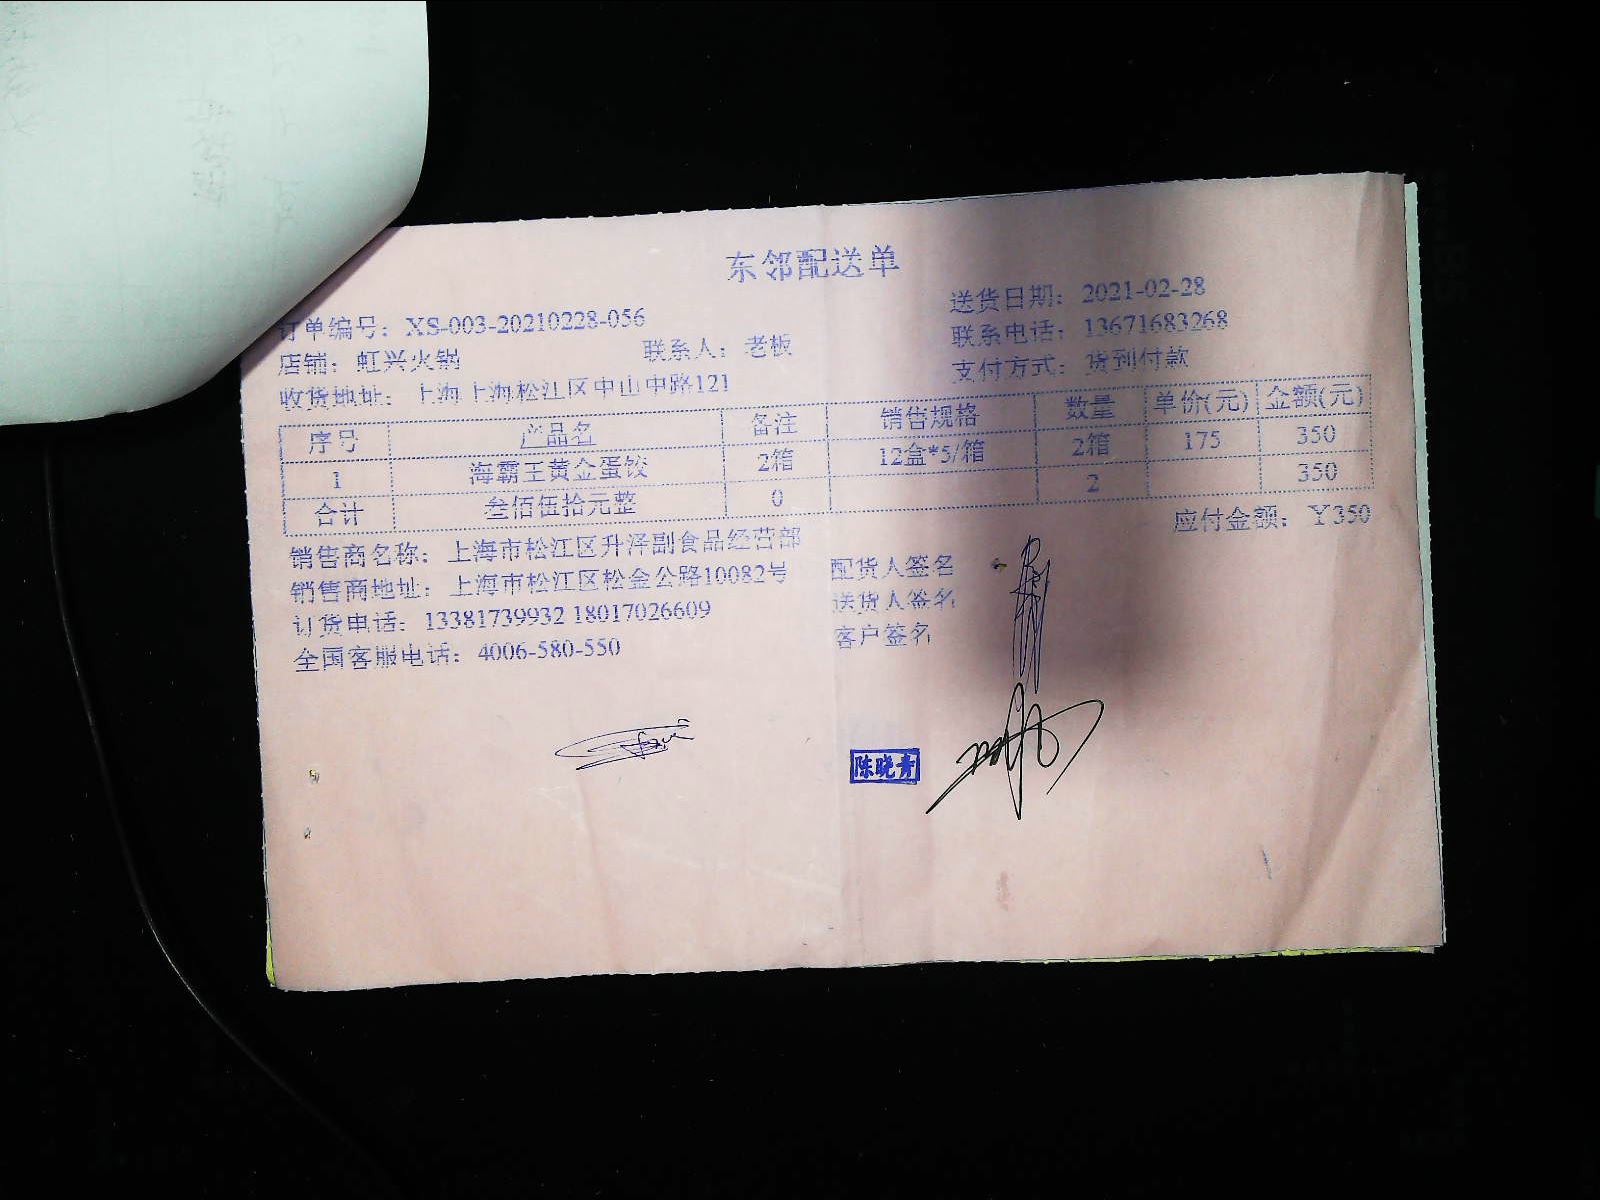 东邻配送单
订单编号：XS-003-20210228-056 送货日期：2021-02-28
店铺：虹兴火锅 联系人：老板 联系电话：13671683268
收货地址：上海上海松江区中山中路121 支付方式：货到付款
序号 产品名 备注 销售规格 数量 单价(元) 金额(元)
1 海霸王黄金蛋饺 2箱 12盒*5/箱 2箱 175 350
合计 叁佰伍拾元整 0 2 350
应付金额：Y350
销售商名称：上海市松江区升泽副食品经营部 配货人签名
销售商地址：上海市松江区松金公路10082号 送货人签名
订货电话：13381739932 18017026609 客户签名
全国客服电话：4006-580-550
陈晓青